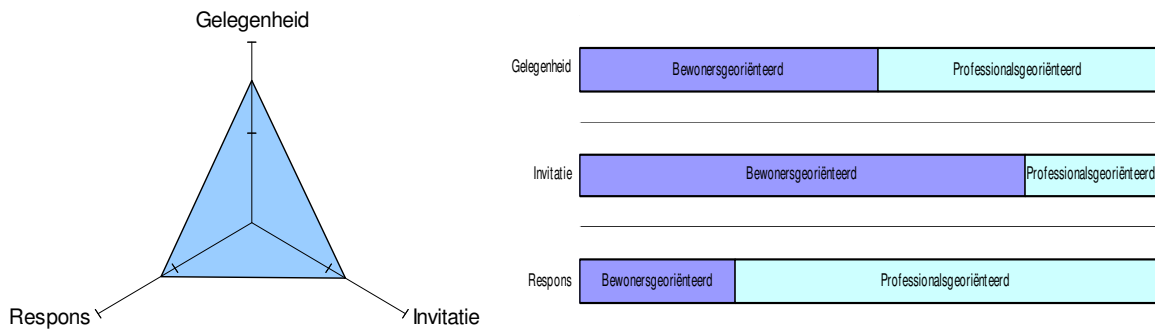 Gelegenheid
Respons
Invitatie
Gelegenheid
Bewonersgeoriënteerd
Professionalsgeoriënteerd
Invitatie
Bewonersgeoriënteerd
Professionalsgeoriënteerd
Respons
Bewonersgeoriënteerd
Professionalsgeoriënteerd